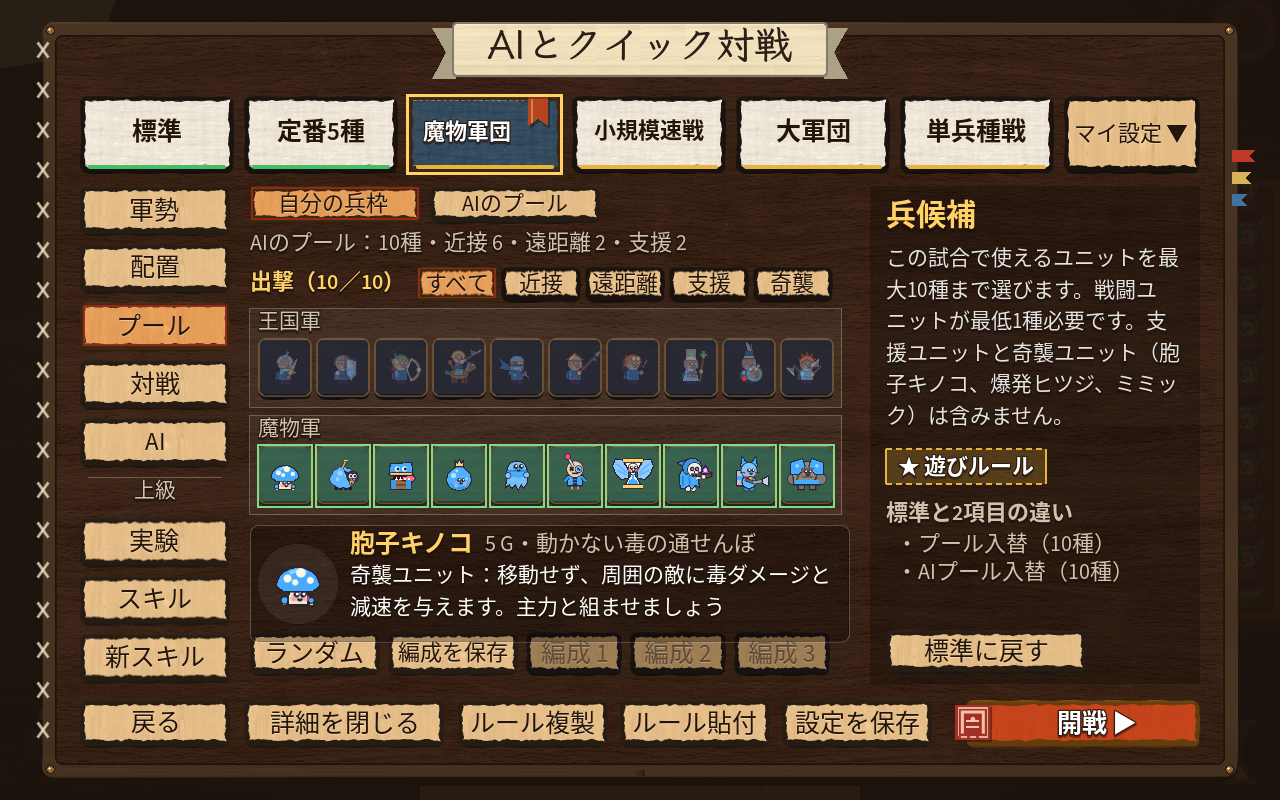 AIとクイック対戦
標準
定番5種
魔物軍団
小規模速戦
大軍団
単兵種戦
マイ設定▼
軍勢
配置
プール
対戦
AI
上級
実験
スキル
新スキル
自分の兵枠
AIのプール
AIのプール：10種・近接6・遠距離2・支援2
出撃（10／10）
すべて
近接
遠距離
支援
奇襲
王国軍
魔物軍
胞子キノコ 5G・動かない毒の通せんぼ
奇襲ユニット：移動せず、周囲の敵に毒ダメージと
減速を与えます。主力と組ませましょう
ランダム
編成を保存
編成1
編成2
編成3
兵候補
この試合で使えるユニットを最
大10種まで選びます。戦闘ユ
ニットが最低1種必要です。支
援ユニットと奇襲ユニット（胞
子キノコ、爆発ヒツジ、ミミッ
ク）は含みません。
★遊びルール
標準と2項目の違い
・プール入替（10種）
・AIプール入替（10種）
標準に戻す
戻る
詳細を閉じる
ルール複製
ルール貼付
設定を保存
開戦▶